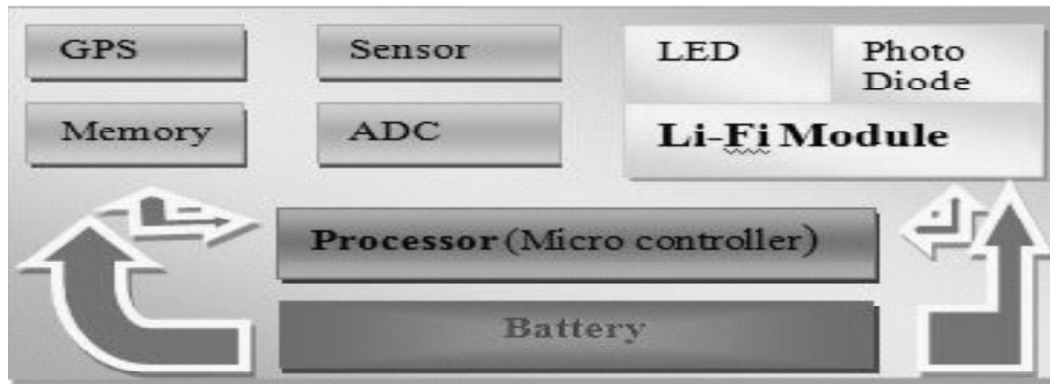 GPS
Sensor
LED
Photo
Diode
Memory
ADC
Li-Fi Module
Processor (Micro controller)
Battery